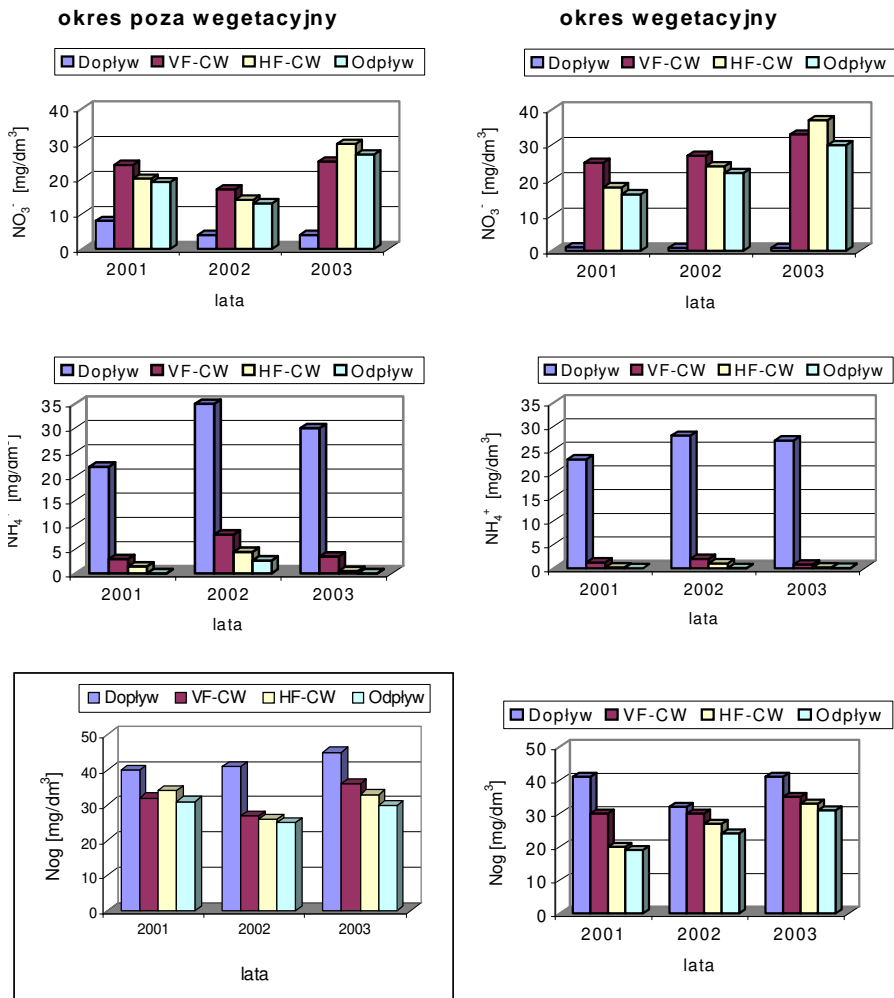 okres poza wegetacyjny
okres wegetacyjny
Dopływ VF-CW HF-CW Odpływ
NO₃⁻ [mg/dm³]
40
30
20
10
0
2001 2002 2003
lata
Dopływ VF-CW HF-CW Odpływ
NO₃⁻ [mg/dm³]
40
30
20
10
0
2001 2002 2003
lata
Dopływ VF-CW HF-CW Odpływ
[mg/dm
35
30
25
20
15
10
5
0
2001 2002 2003
lata
Dopływ VF-CW HF-CW Odpływ
NH₄⁺ [mg/dm³]
35
30
25
20
15
10
5
0
2001 2002 2003
lata
Dopływ VF-CW HF-CW Odpływ
Nog [mg/dm³]
50
40
30
20
10
0
2001 2002 2003
lata
Dopływ VF-CW HF-CW Odpływ
Nog [mg/dm³]
50
40
30
20
10
0
2001 2002 2003
lata